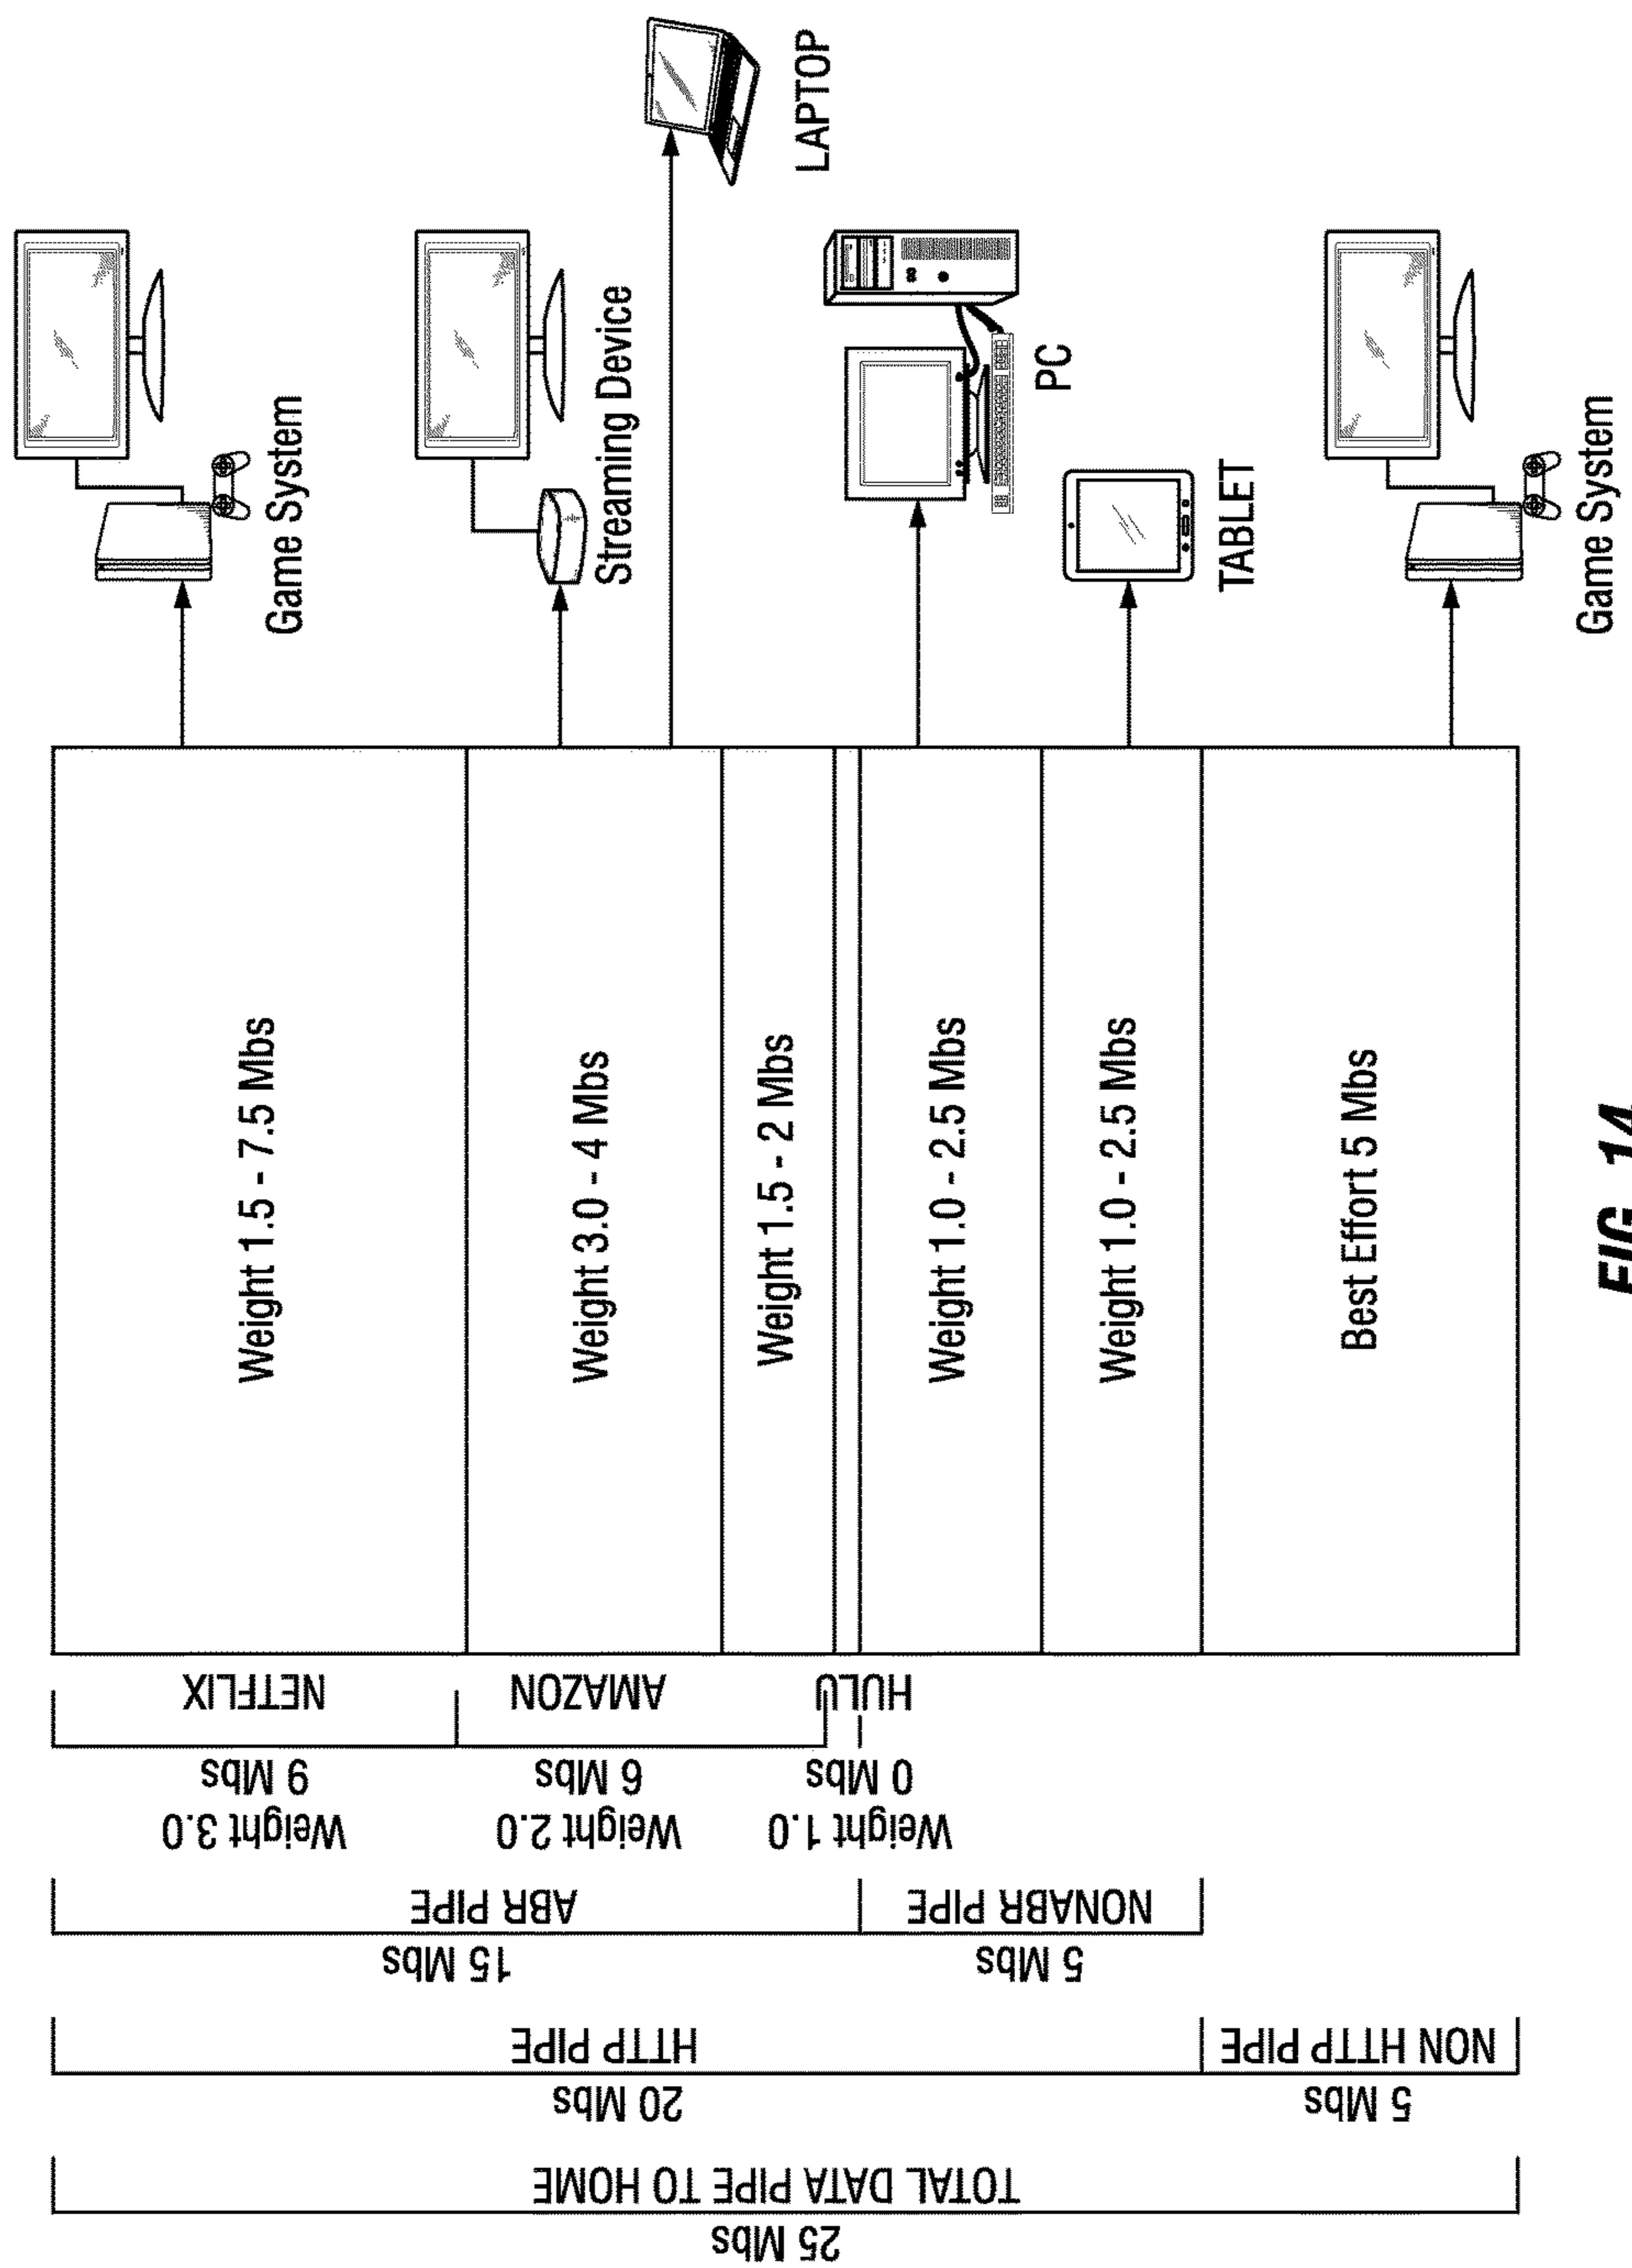 TOTAL DATA PIPE TO HOME
25 Mbs
HTTP PIPE
20 Mbs
NON HTTP PIPE
5 Mbs
ABR PIPE
15 Mbs
NONABR PIPE
5 Mbs
NETFLIX
9 Mbs
Weight 3.0
AMAZON
6 Mbs
Weight 2.0
HULU
0 Mbs
Weight 1.0
Weight 1.5 - 7.5 Mbs
Weight 3.0 - 4 Mbs
Weight 1.5 - 2 Mbs
Weight 1.0 - 2.5 Mbs
Weight 1.0 - 2.5 Mbs
Best Effort 5 Mbs
Game System
Streaming Device
LAPTOP
PC
TABLET
Game System
FIG. 14